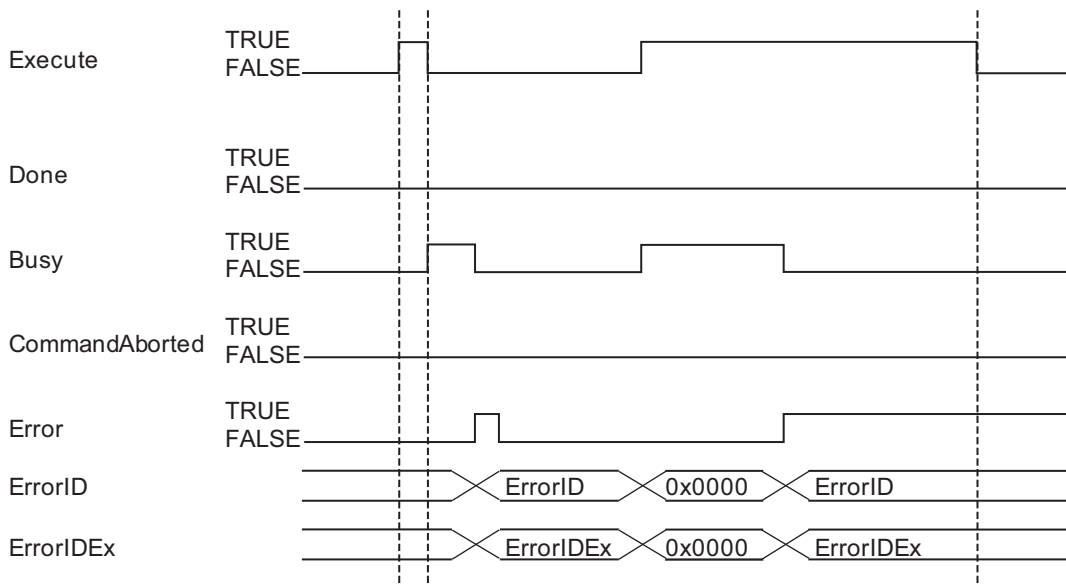 Execute
TRUE
FALSE
Done
TRUE
FALSE
Busy
TRUE
FALSE
CommandAborted
TRUE
FALSE
Error
TRUE
FALSE
ErrorID
ErrorID
0x0000
ErrorID
ErrorIDEx
ErrorIDEx
0x0000
ErrorIDEx